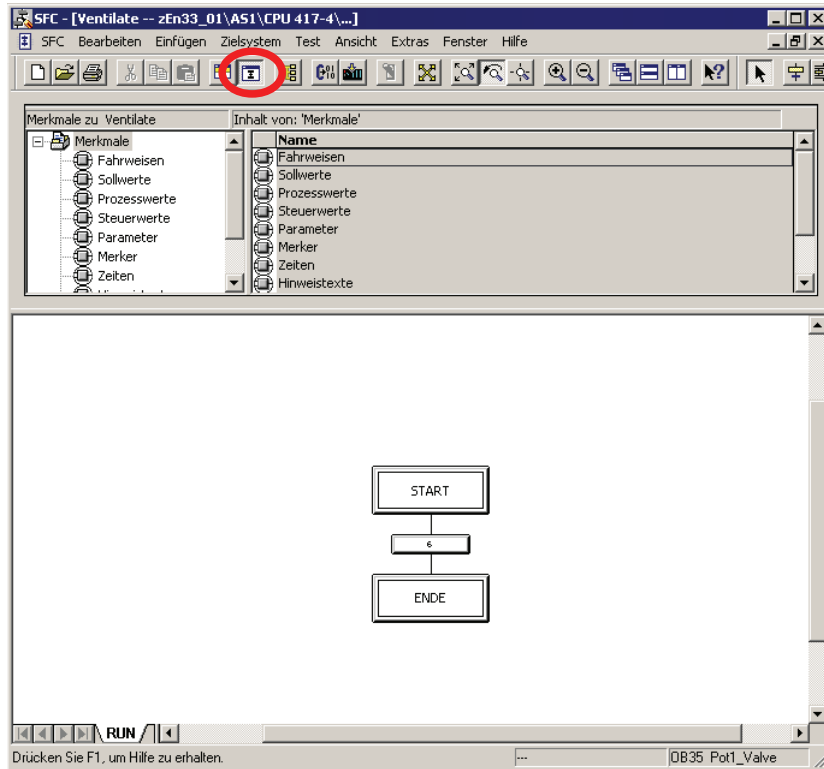 SFC - [Ventilate -- zEn33_01\AS1\CPU 417-4\...]
SFC Bearbeiten Einfügen Zielsystem Test Ansicht Extras Fenster Hilfe
Merkmale zu Ventilate
Inhalt von: 'Merkmale'
Merkmale
Fahrweisen
Sollwerte
Prozesswerte
Steuerwerte
Parameter
Merker
Zeiten
Name
Fahrweisen
Sollwerte
Prozesswerte
Steuerwerte
Parameter
Merker
Zeiten
Hinweistexte
START
6
ENDE
RUN
Drücken Sie F1, um Hilfe zu erhalten.
---
OB35 Pot1_Valve